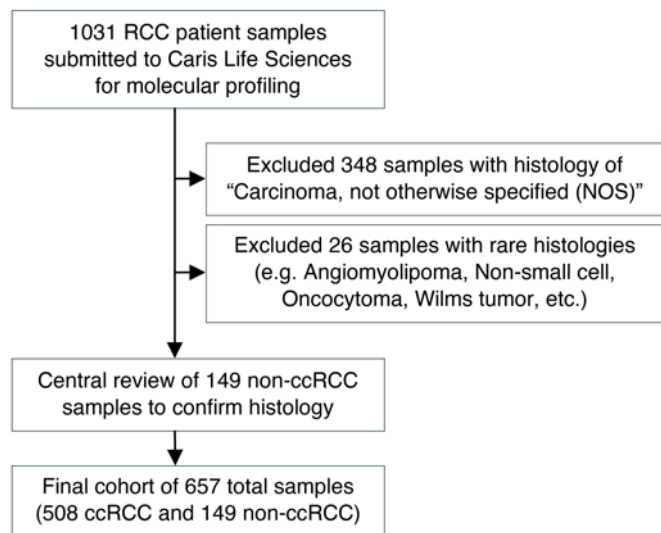 1031 RCC patient samples
submitted to Caris Life Sciences
for molecular profiling
Excluded 348 samples with histology of
“Carcinoma, not otherwise specified (NOS)”
Excluded 26 samples with rare histologies
(e.g. Angiomyolipoma, Non-small cell,
Oncocytoma, Wilms tumor, etc.)
Central review of 149 non-ccRCC
samples to confirm histology
Final cohort of 657 total samples
(508 ccRCC and 149 non-ccRCC)